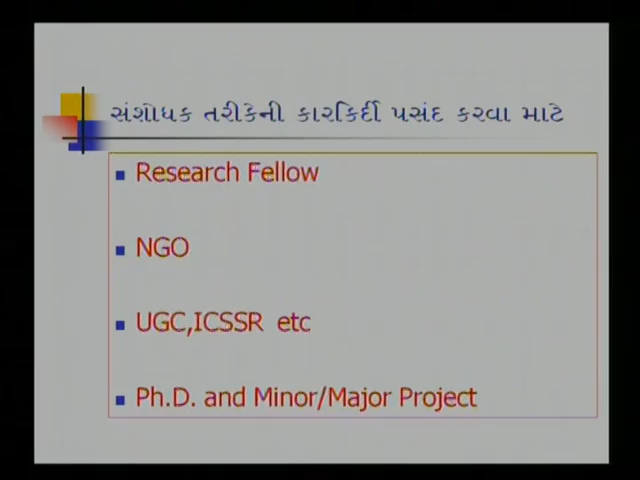 સંશોધક તરીકેની કારકિર્દી પસંદ કરવા માટે
Research Fellow
NGO
UGC,ICSSR etc
Ph.D. and Minor/Major Project